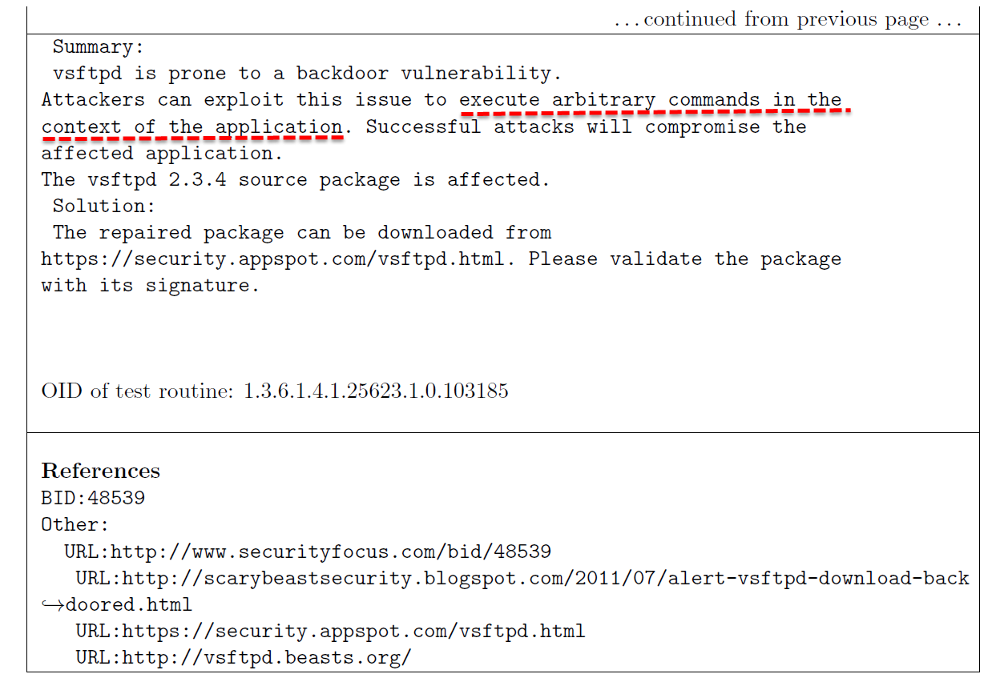 ...continued from previous page ...
Summary:
vsftpd is prone to a backdoor vulnerability.
Attackers can exploit this issue to execute arbitrary commands in the
context of the application. Successful attacks will compromise the
affected application.
The vsftpd 2.3.4 source package is affected.
Solution:
The repaired package can be downloaded from
https://security.appspot.com/vsftpd.html. Please validate the package
with its signature.
OID of test routine: 1.3.6.1.4.1.25623.1.0.103185
References
BID:48539
Other:
URL:http://www.securityfocus.com/bid/48539
URL:http://scarybeastsecurity.blogspot.com/2011/07/alert-vsftpd-download-back
↪doored.html
URL:https://security.appspot.com/vsftpd.html
URL:http://vsftpd.beasts.org/